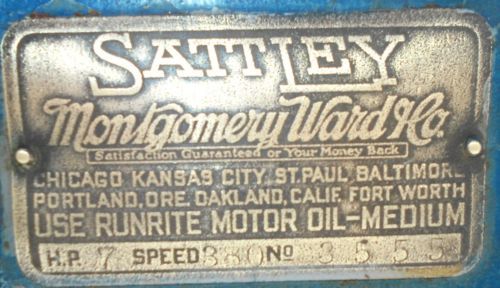 SATTLEY
Montgomery Ward & Co.
Satisfaction Guaranteed or Your Money Back
CHICAGO KANSAS CITY, ST. PAUL, BALTIMORE
PORTLAND, ORE. OAKLAND, CALIF. FORT WORTH
USE RUNRITE MOTOR OIL-MEDIUM
H.P. 7 SPEED 380 No 3555